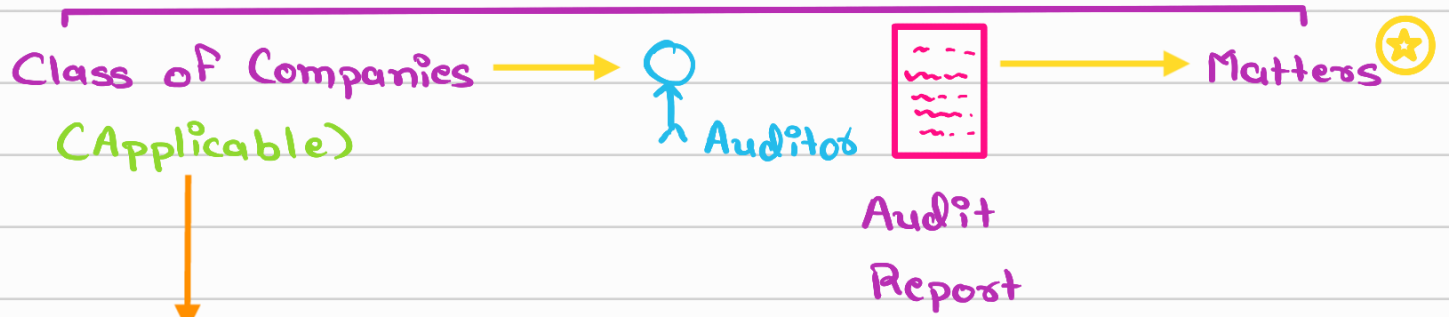 Class of Companies
Matters
(Applicable)
Auditor
Audit
Report